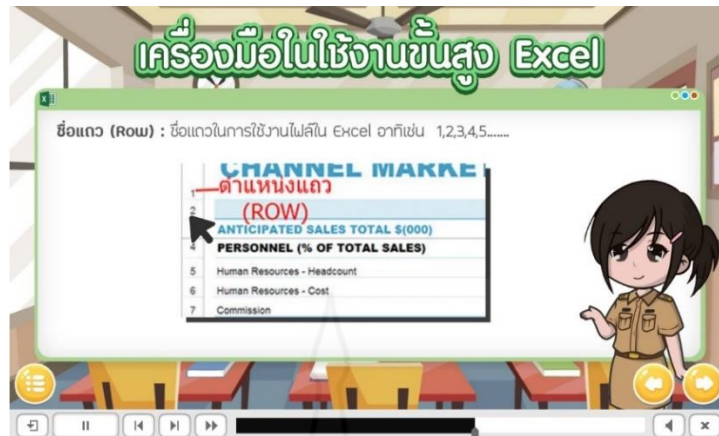 เครื่องมือในใช้งานขั้นสูง Excel
ชื่อแถว (Row) : ชื่อแถวในการใช้งานไฟล์ใน Excel อาทิเช่น 1,2,3,4,5.......
CHANNEL MARKE
1
ตำแหน่งแถว
2
(ROW)
ANTICIPATED SALES TOTAL $(000)
4 PERSONNEL (% OF TOTAL SALES)
5 Human Resources - Headcount
6 Human Resources - Cost
7 Commission